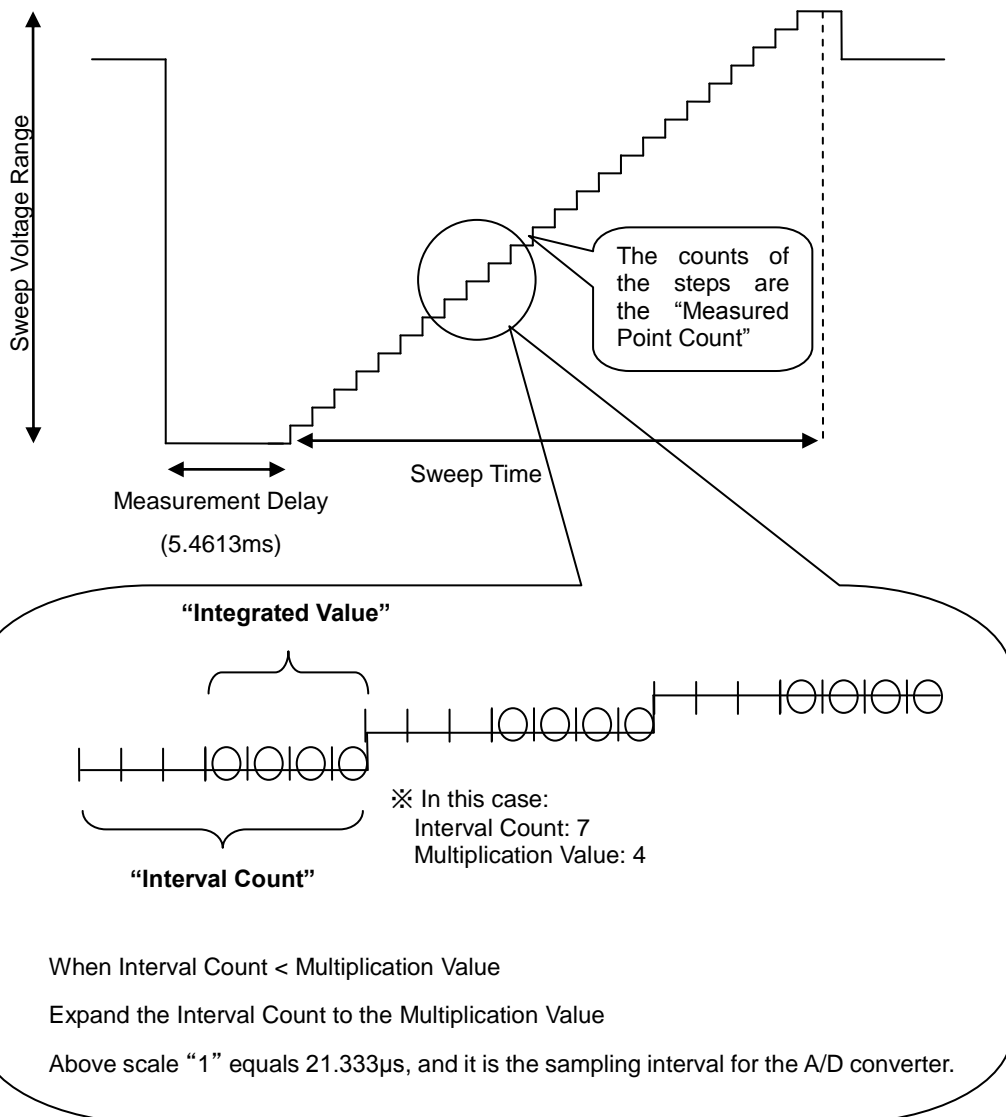 Sweep Voltage Range
The counts of
the steps are
the “Measured
Point Count”
Sweep Time
Measurement Delay
(5.4613ms)
“Integrated Value”
※ In this case:
Interval Count: 7
Multiplication Value: 4
“Interval Count”
When Interval Count < Multiplication Value
Expand the Interval Count to the Multiplication Value
Above scale “1” equals 21.333μs, and it is the sampling interval for the A/D converter.